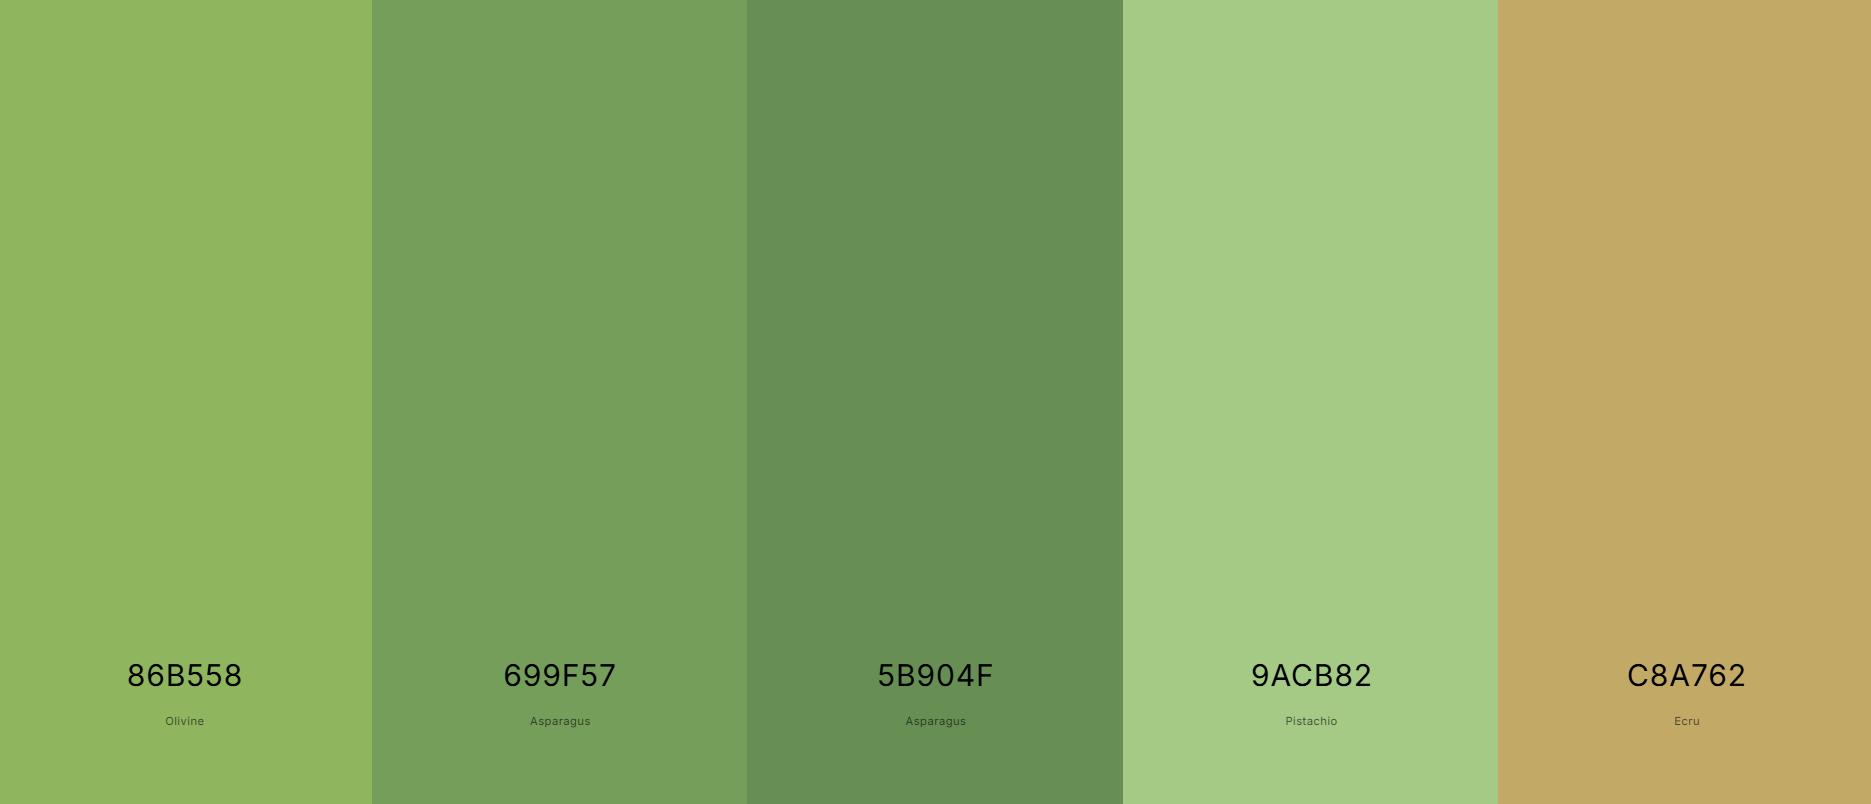 86B558
Olivine
699F57
Asparagus
5B904F
Asparagus
9ACB82
Pistachio
C8A762
Ecru